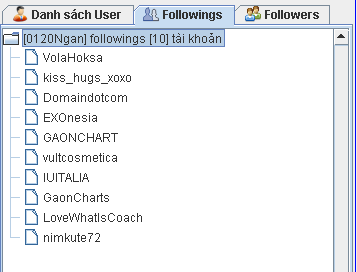 Danh sách User Followings Followers
[0120Ngan] followings [10] tài khoản
VolaHoksa
kiss_hugs_xoxo
Domaindotcom
EXOnesia
GAONCHART
vultcosmetica
IUITALIA
GaonCharts
LoveWhatIsCoach
nimkute72